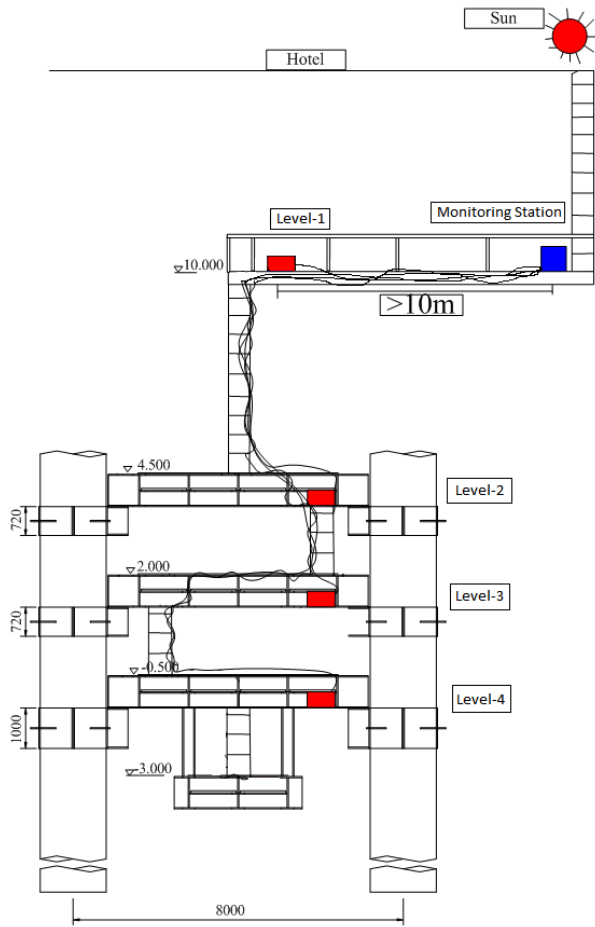 Sun
Hotel
Level-1
Monitoring Station
10.000
>10m
4.500
Level-2
720
2.000
Level-3
720
-0.500
Level-4
1000
-3.000
8000